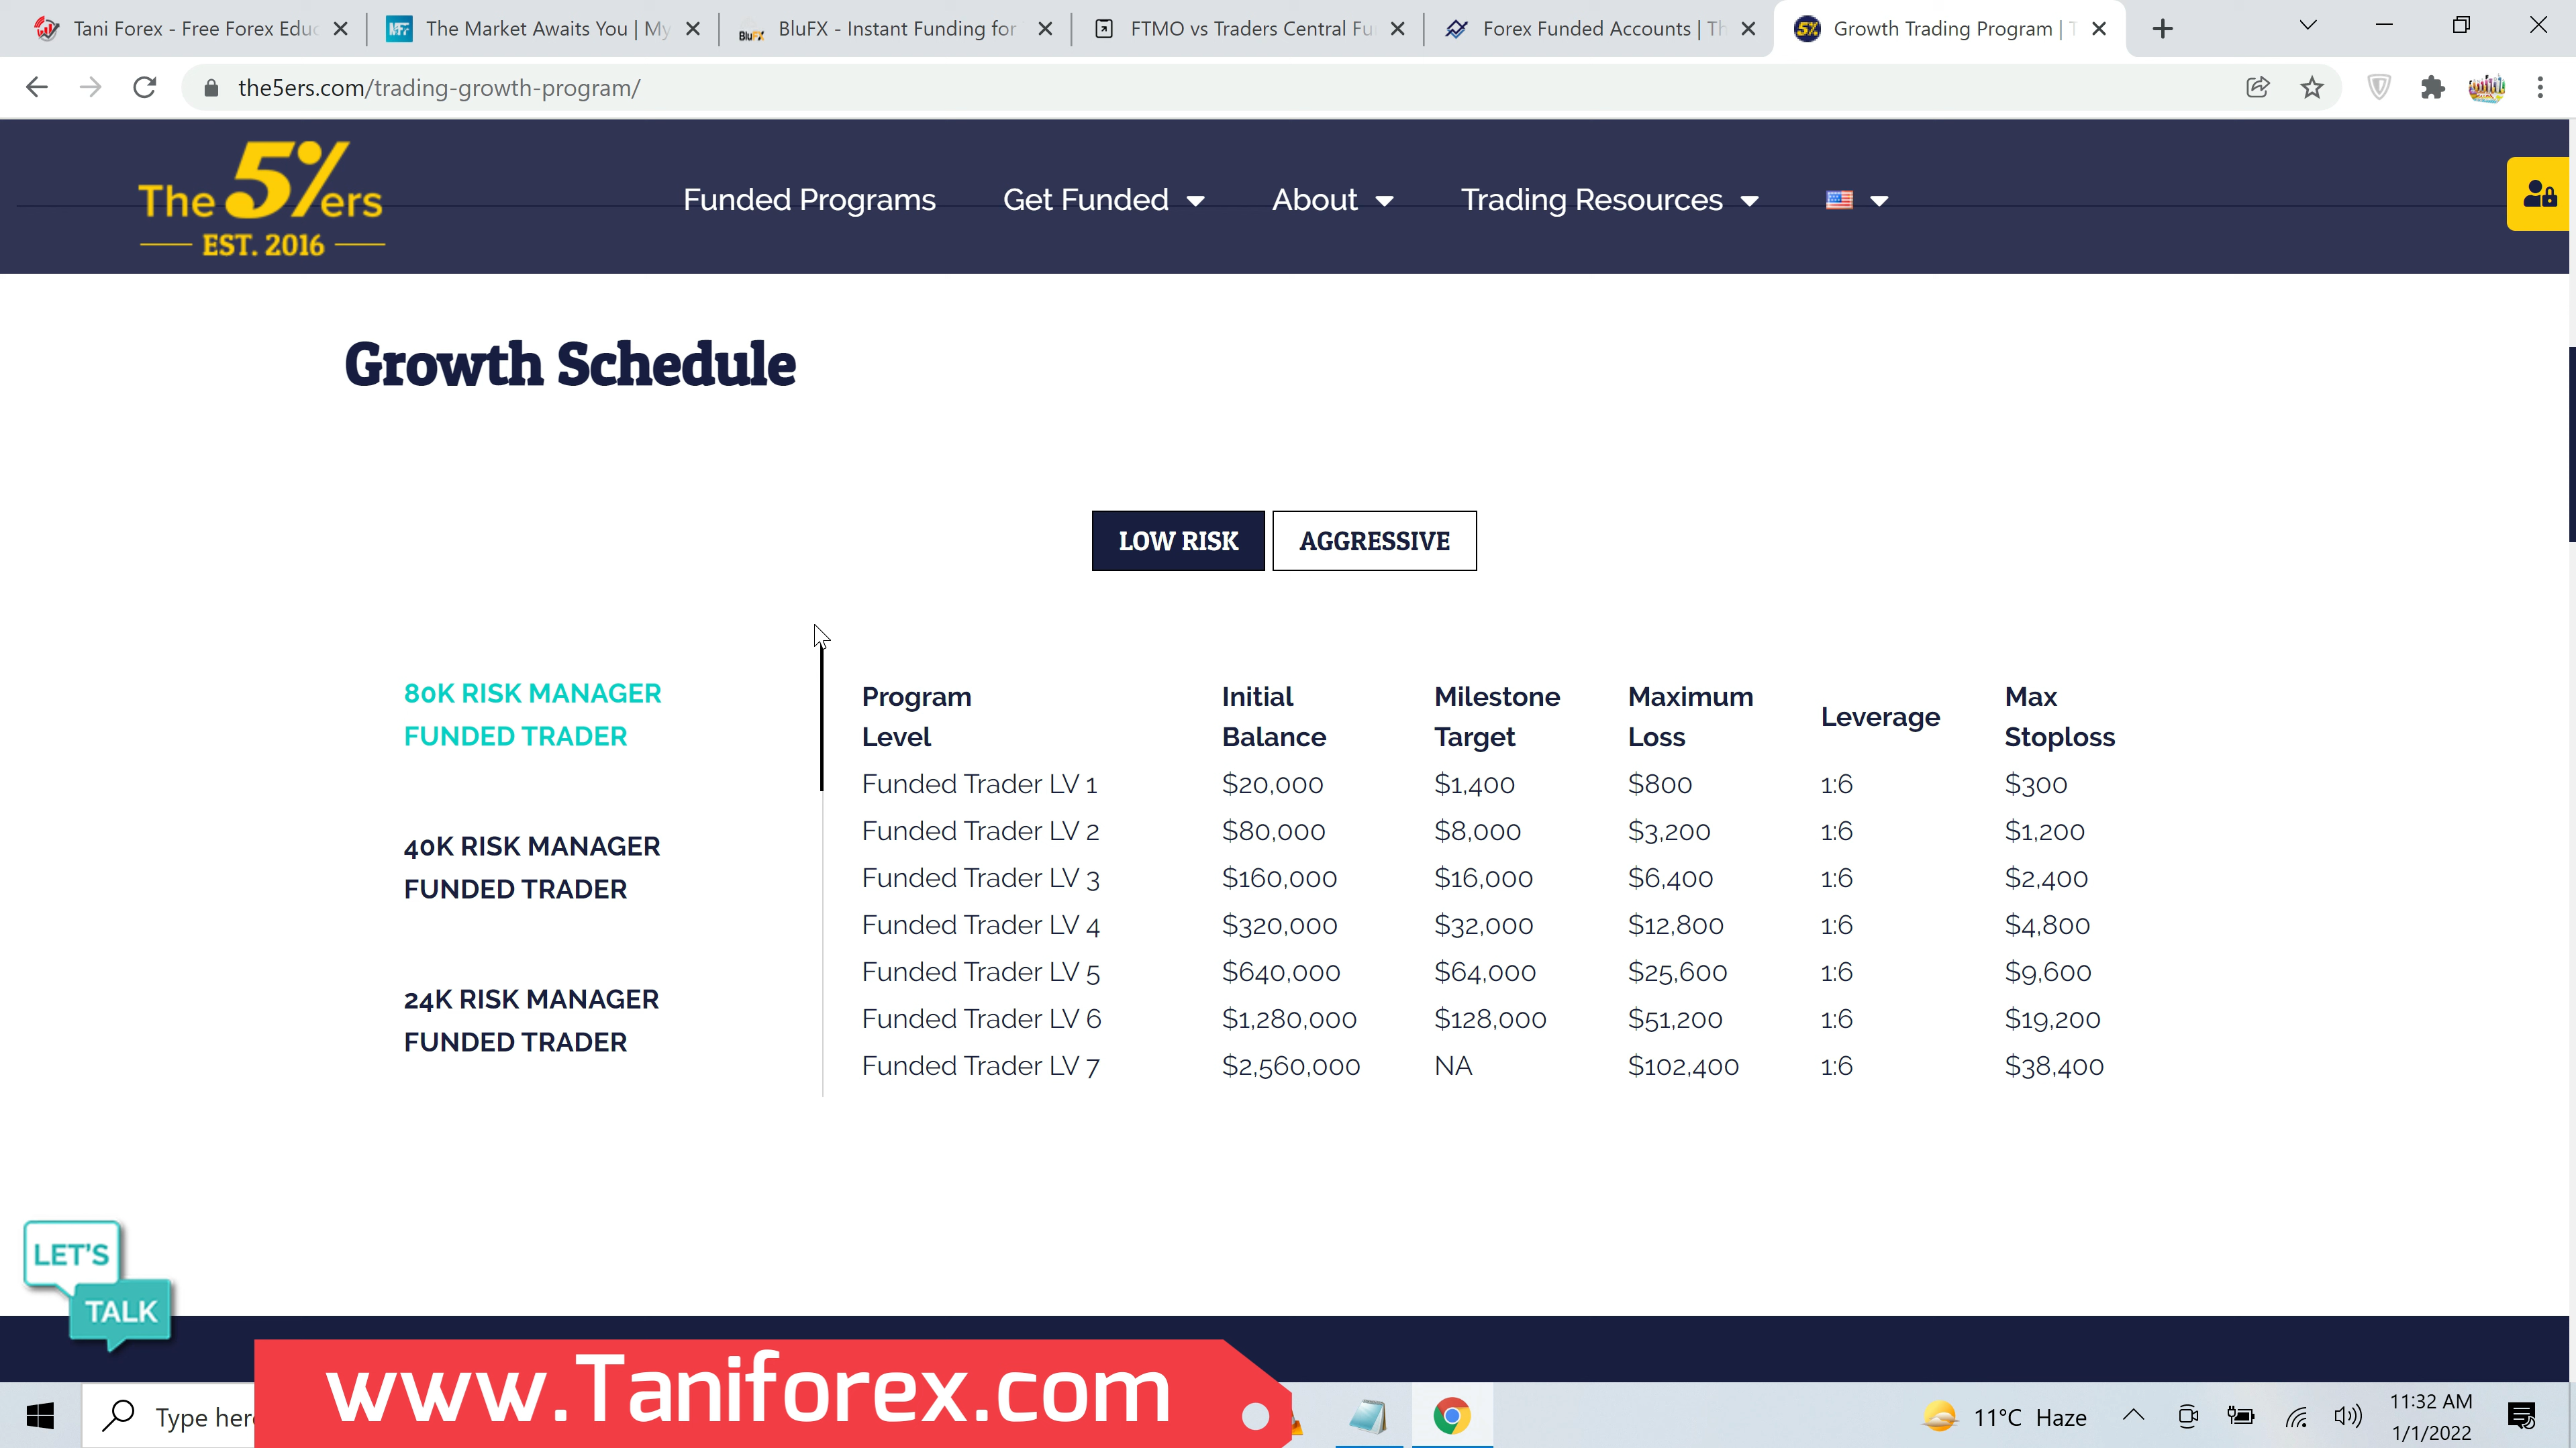 Tani Forex - Free Forex Educ
The Market Awaits You | My
BluFX - Instant Funding for
FTMO vs Traders Central Fu
Forex Funded Accounts | Th
Growth Trading Program | T
the5ers.com/trading-growth-program/
The 5%ers
EST. 2016
Funded Programs
Get Funded
About
Trading Resources
Growth Schedule
LOW RISK
AGGRESSIVE
80K RISK MANAGER
FUNDED TRADER
40K RISK MANAGER
FUNDED TRADER
24K RISK MANAGER
FUNDED TRADER
Program Level Initial Balance Milestone Target Maximum Loss Leverage Max Stoploss
Funded Trader LV 1 $20,000 $1,400 $800 1:6 $300
Funded Trader LV 2 $80,000 $8,000 $3,200 1:6 $1,200
Funded Trader LV 3 $160,000 $16,000 $6,400 1:6 $2,400
Funded Trader LV 4 $320,000 $32,000 $12,800 1:6 $4,800
Funded Trader LV 5 $640,000 $64,000 $25,600 1:6 $9,600
Funded Trader LV 6 $1,280,000 $128,000 $51,200 1:6 $19,200
Funded Trader LV 7 $2,560,000 NA $102,400 1:6 $38,400
LET'S
TALK
www.Taniforex.com
Type her
11°C Haze
11:32 AM
1/1/2022